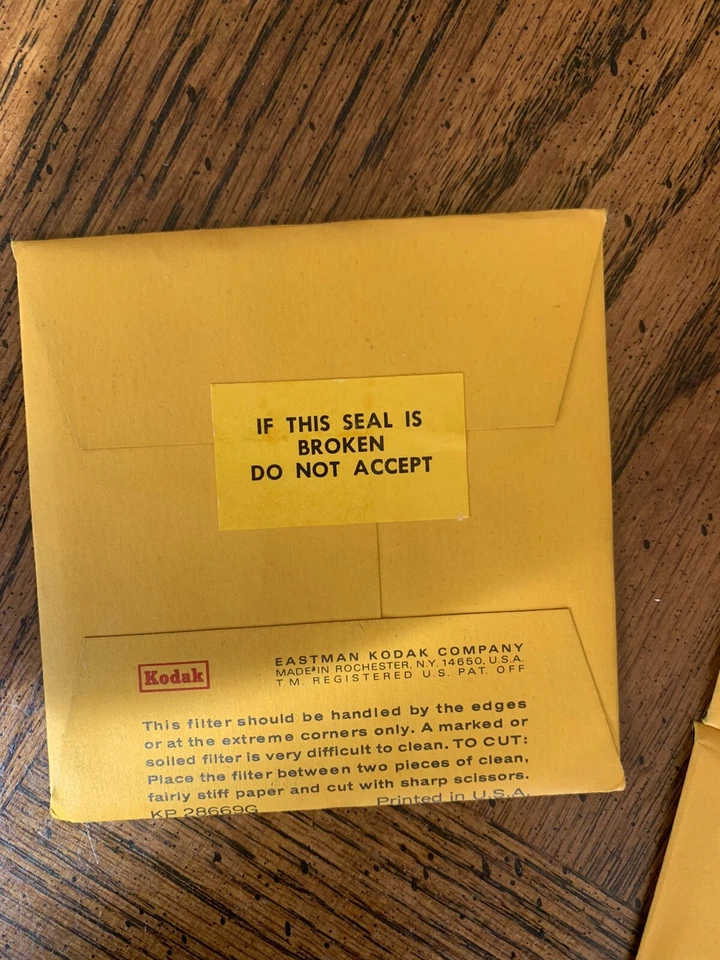 IF THIS SEAL IS
BROKEN
DO NOT ACCEPT
Kodak
EASTMAN KODAK COMPANY
MADE IN ROCHESTER, N.Y. 14650, U.S.A.
T.M. REGISTERED U.S. PAT. OFF
This filter should be handled by the edges
or at the extreme corners only. A marked or
soiled filter is very difficult to clean. TO CUT:
Place the filter between two pieces of clean,
fairly stiff paper and cut with sharp scissors.
KP 28669G Printed in U.S.A.